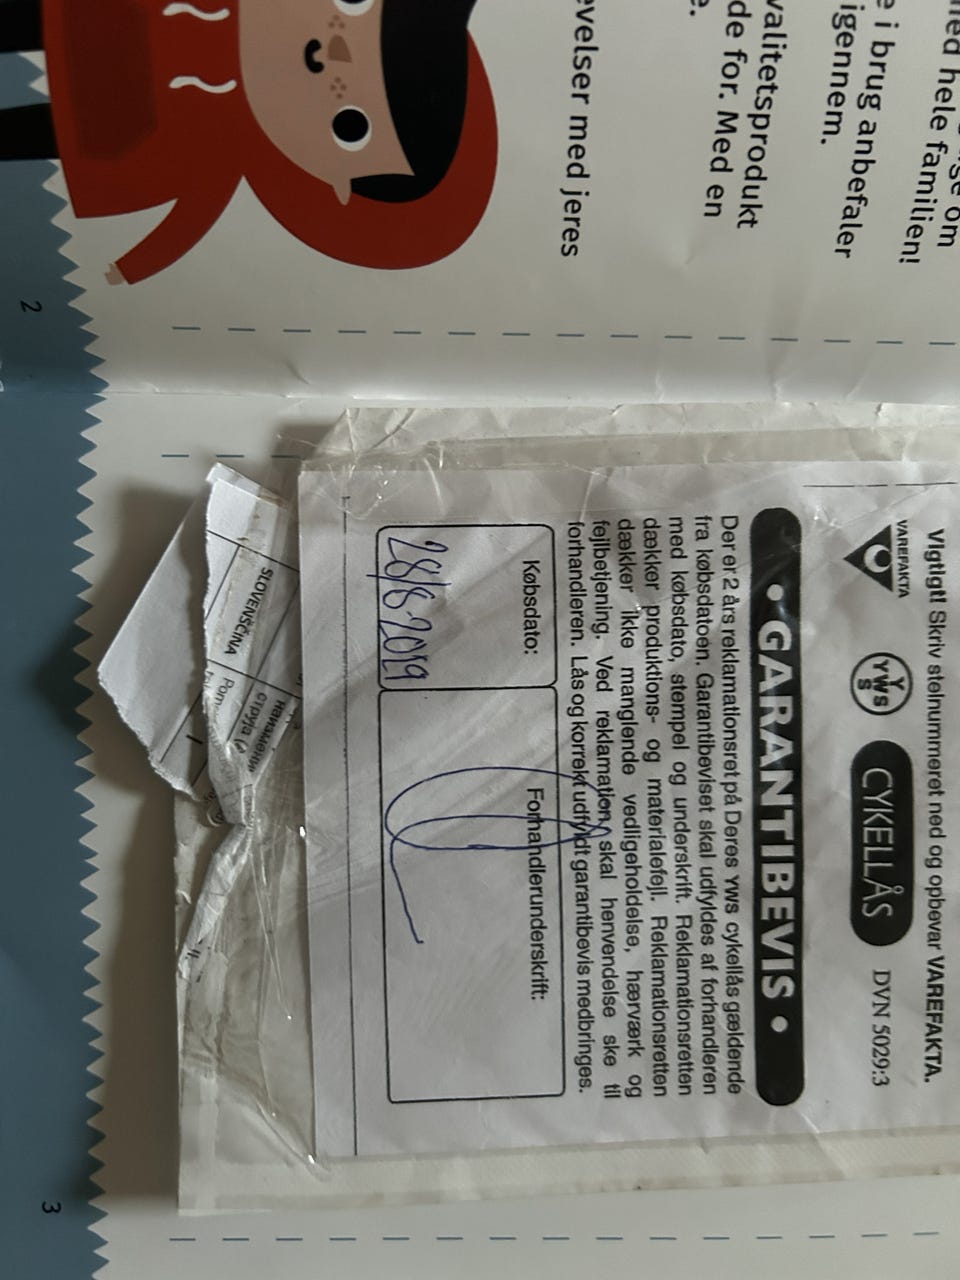 ned hele familien!
e i brug anbefaler
igennem.
valitetsprodukt
de for. Med en
e.
evelser med jeres
2
Vigtigt! Skriv stelnummeret ned og opbevar VAREFAKTA.
VAREFAKTA
YWS
CYKELLÅS
DVN 5029:3
• GARANTIBEVIS •
Der er 2 års reklamationsret på Deres YWS cykellås gældende
fra købsdatoen. Garantibeviset skal udfyldes af forhandleren
med købsdato, stempel og underskrift. Reklamationsretten
dækker produktions- og materialefejl. Reklamationsretten
dækker ikke manglende vedligeholdelse, hærværk og
fejlbetjening. Ved reklamation skal henvendelse ske til
forhandleren. Lås og korrekt udfyldt garantibevis medbringes.
Købsdato:
Forhandlerunderskrift:
28/8-2019
SLOVENŠČINA
3